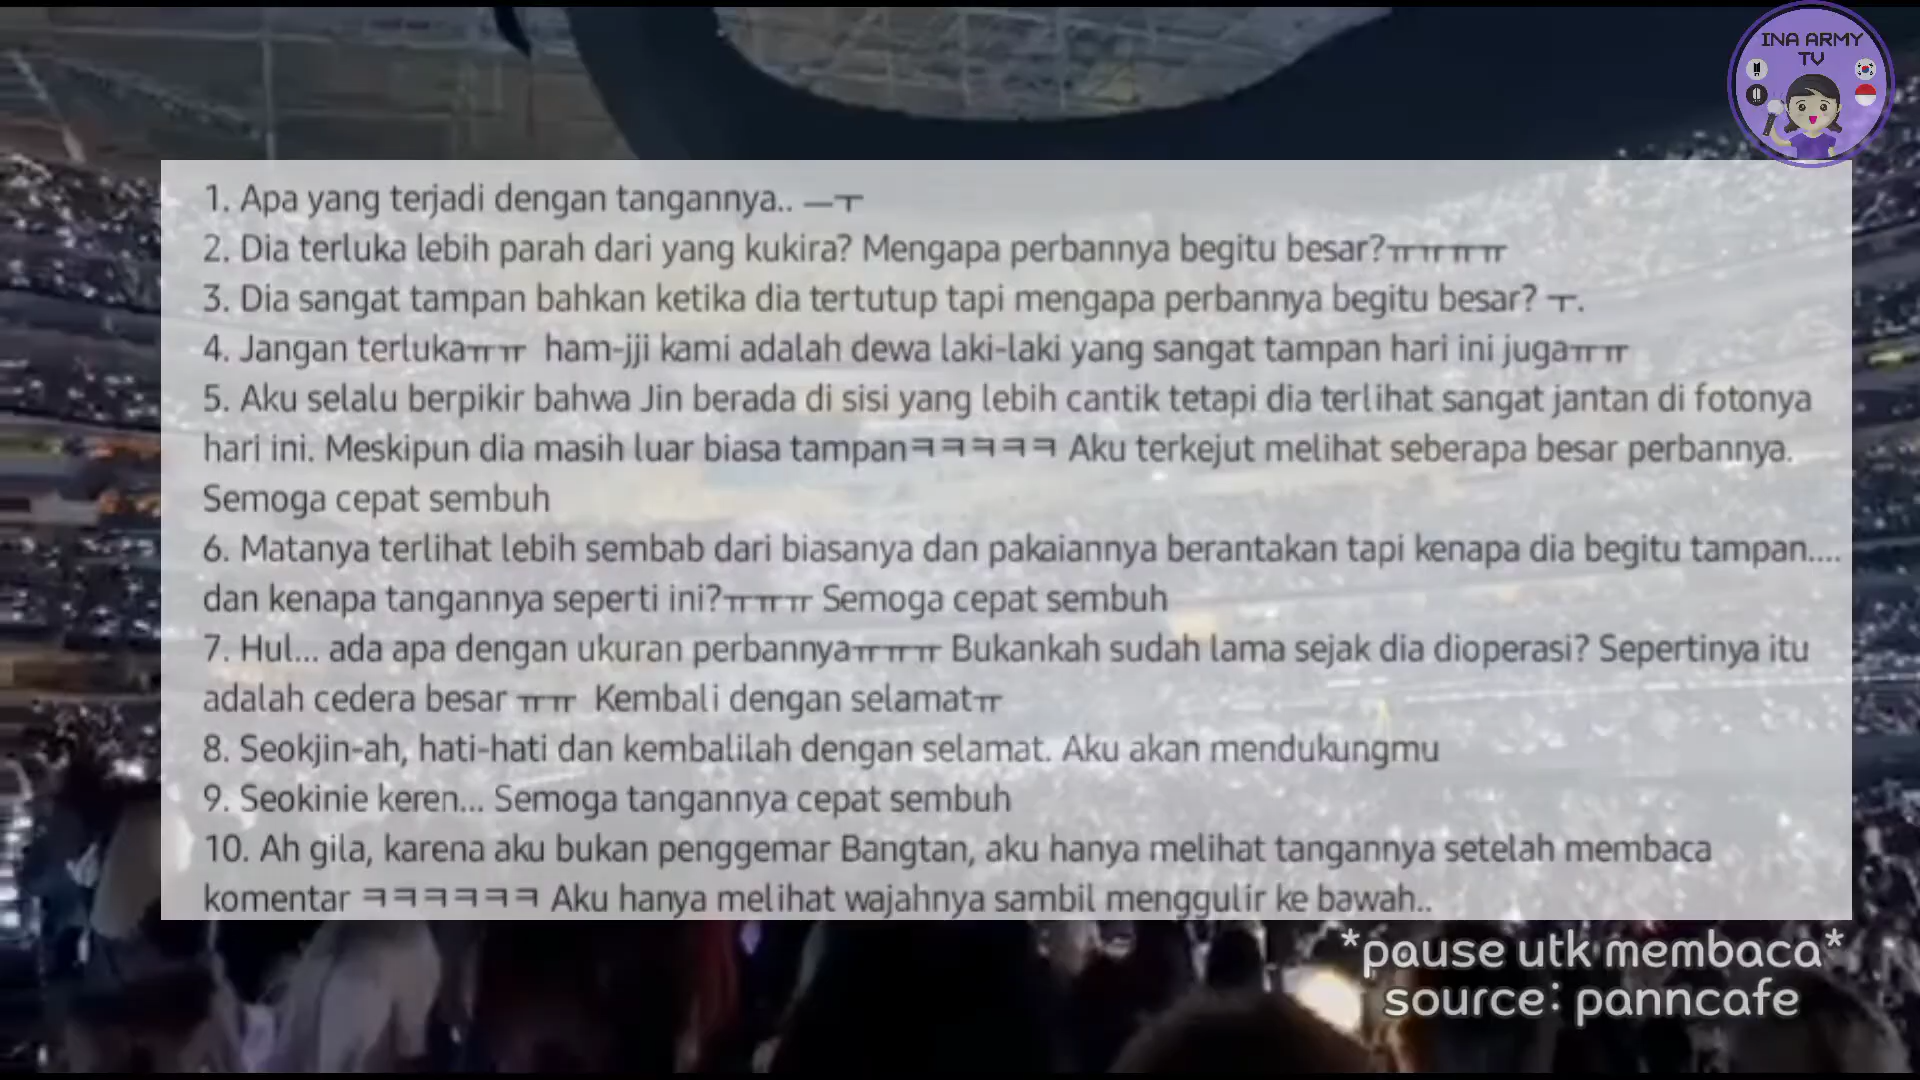 INA ARMY
TV
1. Apa yang terjadi dengan tangannya.. ㅡㅜ
2. Dia terluka lebih parah dari yang kukira? Mengapa perbannya begitu besar?ㅠㅠㅠㅠ
3. Dia sangat tampan bahkan ketika dia tertutup tapi mengapa perbannya begitu besar? ㅜ.
4. Jangan terlukaㅠㅠ ham-jji kami adalah dewa laki-laki yang sangat tampan hari ini jugaㅠㅠ
5. Aku selalu berpikir bahwa Jin berada di sisi yang lebih cantik tetapi dia terlihat sangat jantan di fotonya
hari ini. Meskipun dia masih luar biasa tampanㅋㅋㅋㅋㅋ Aku terkejut melihat seberapa besar perbannya.
Semoga cepat sembuh
6. Matanya terlihat lebih sembab dari biasanya dan pakaiannya berantakan tapi kenapa dia begitu tampan....
dan kenapa tangannya seperti ini?ㅠㅠㅠ Semoga cepat sembuh
7. Hul... ada apa dengan ukuran perbannyaㅠㅠㅠ Bukankah sudah lama sejak dia dioperasi? Sepertinya itu
adalah cedera besar ㅠㅠ Kembali dengan selamatㅠ
8. Seokjin-ah, hati-hati dan kembalilah dengan selamat. Aku akan mendukungmu
9. Seokinie keren... Semoga tangannya cepat sembuh
10. Ah gila, karena aku bukan penggemar Bangtan, aku hanya melihat tangannya setelah membaca
komentar ㅋㅋㅋㅋㅋㅋ Aku hanya melihat wajahnya sambil menggulir ke bawah..
*pause utk membaca*
source: panncafe